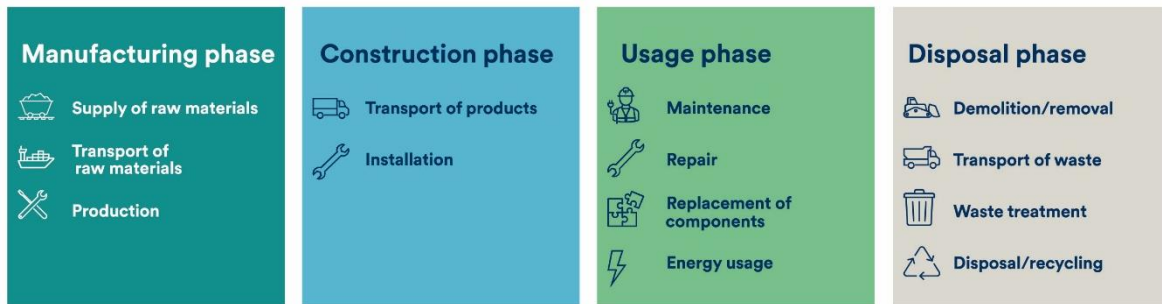 Manufacturing phase
Supply of raw materials
Transport of
raw materials
Production
Construction phase
Transport of products
Installation
Usage phase
Maintenance
Repair
Replacement of
components
Energy usage
Disposal phase
Demolition/removal
Transport of waste
Waste treatment
Disposal/recycling